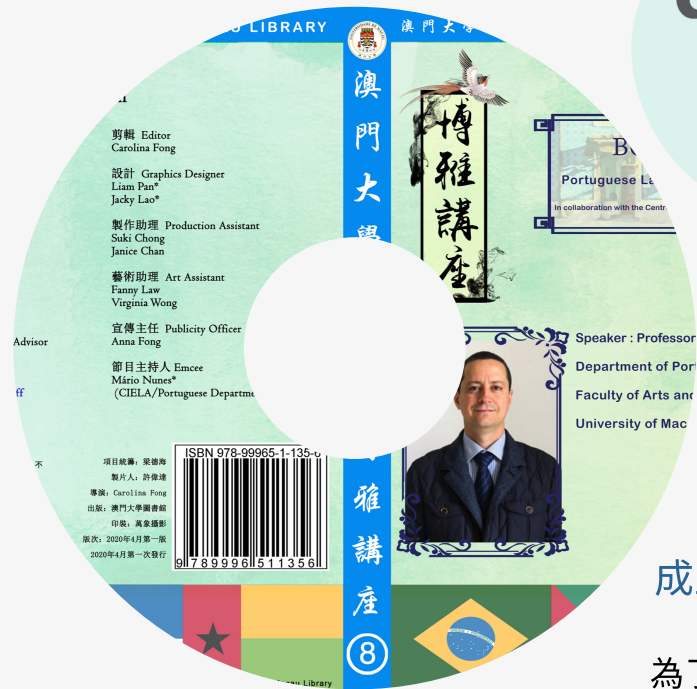 LIBRARY
剪輯 Editor
Carolina Fong
設計 Graphics Designer
Liam Pan*
Jacky Lao*
製作助理 Production Assistant
Suki Chong
Janice Chan
藝術助理 Art Assistant
Fanny Law
Virginia Wong
宣傳主任 Publicity Officer
Anna Fong
節目主持人 Emcee
Mário Nunes*
(CIELA/Portuguese
Advisor
ff
不
項目統籌：梁德海
製片人：許偉達
導演：Carolina Fong
出版：澳門大學圖書館
印裝：萬象攝影
版次：2020年4月第一版
2020年4月第一次發行
ISBN 978-99965-1-135-6
9 789996 511356
Library
澳門大學
雅講座
8
澳門大學
博雅講座
Portuguese
In collaboration with the
Speaker : Professor
Department of
Faculty of Arts and
University of
成
為了